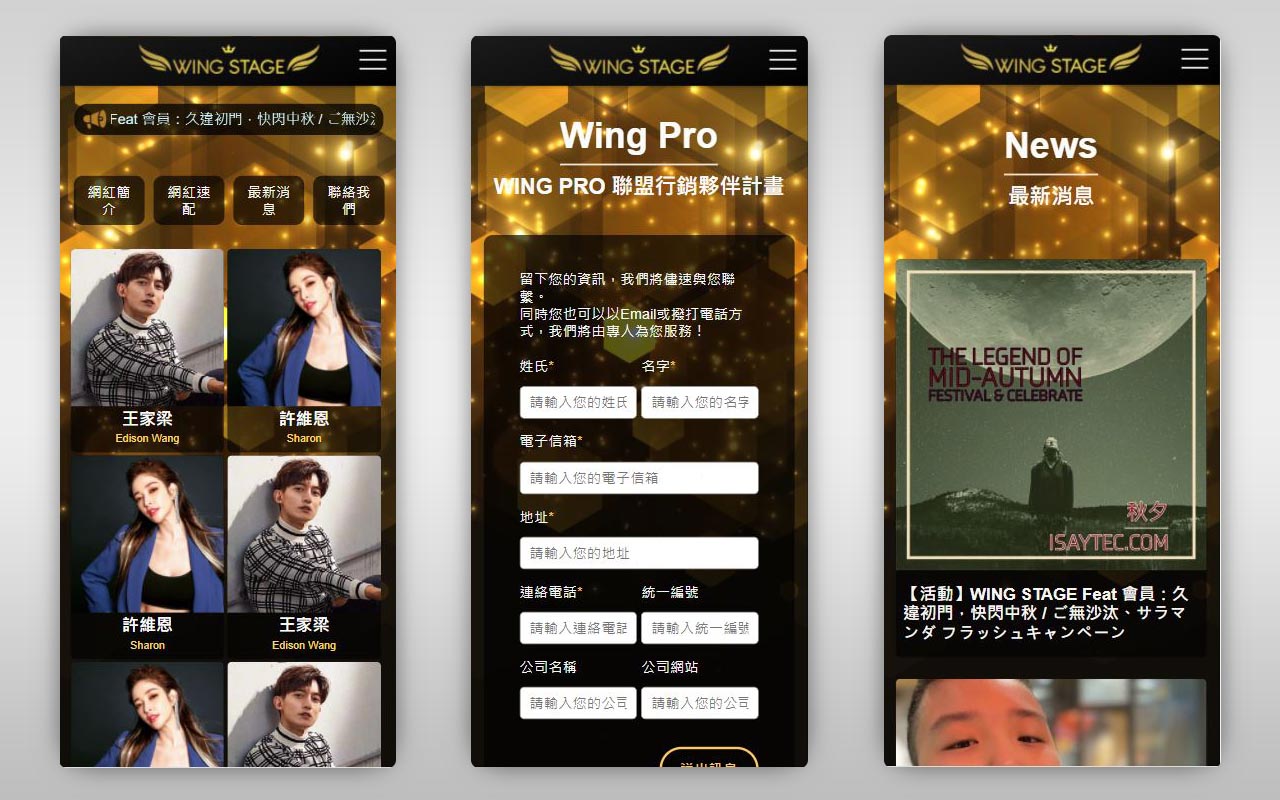 WING STAGE
Feat 會員：久違初門．快閃中秋 / ご無沙汰
網紅簡
介
網紅速
配
最新消
息
聯絡我
們
王家梁
Edison Wang
許維恩
Sharon
許維恩
Sharon
王家梁
Edison Wang
WING STAGE
Wing Pro
WING PRO 聯盟行銷夥伴計畫
留下您的資訊，我們將儘速與您聯
繫。
同時您也可以以Email或撥打電話方
式，我們將由專人為您服務！
姓氏* 名字*
請輸入您的姓氏 請輸入您的名字
電子信箱*
請輸入您的電子信箱
地址*
請輸入您的地址
連絡電話* 統一編號
請輸入連絡電話 請輸入統一編號
公司名稱 公司網站
請輸入您的公司 請輸入您的公司
送出訊息
WING STAGE
News
最新消息
THE LEGEND OF
MID-AUTUMN
FESTIVAL & CELEBRATE
秋夕
ISAYTEC.COM
【活動】WING STAGE Feat 會員：久
違初門．快閃中秋 / ご無沙汰、サラマ
ンダ フラッシュキャンペーン